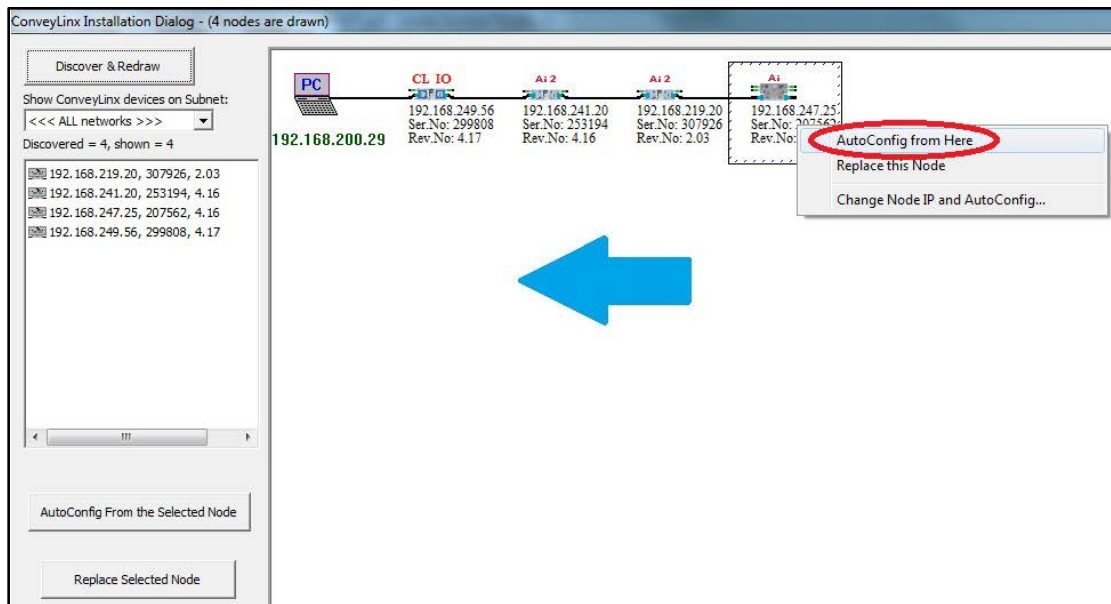 ConveyLinx Installation Dialog - (4 nodes are drawn)
Discover & Redraw
Show ConveyLinx devices on Subnet:
<<< ALL networks >>>
Discovered = 4, shown = 4
192.168.219.20, 307926, 2.03
192.168.241.20, 253194, 4.16
192.168.247.25, 207562, 4.16
192.168.249.56, 299808, 4.17
AutoConfig From the Selected Node
Replace Selected Node
PC
192.168.200.29
CL IO
192.168.249.56
Ser.No: 299808
Rev.No: 4.17
Ai 2
192.168.241.20
Ser.No: 253194
Rev.No: 4.16
Ai 2
192.168.219.20
Ser.No: 307926
Rev.No: 2.03
Ai
192.168.247.25
Ser.No: 207562
Rev.No:
AutoConfig from Here
Replace this Node
Change Node IP and AutoConfig...